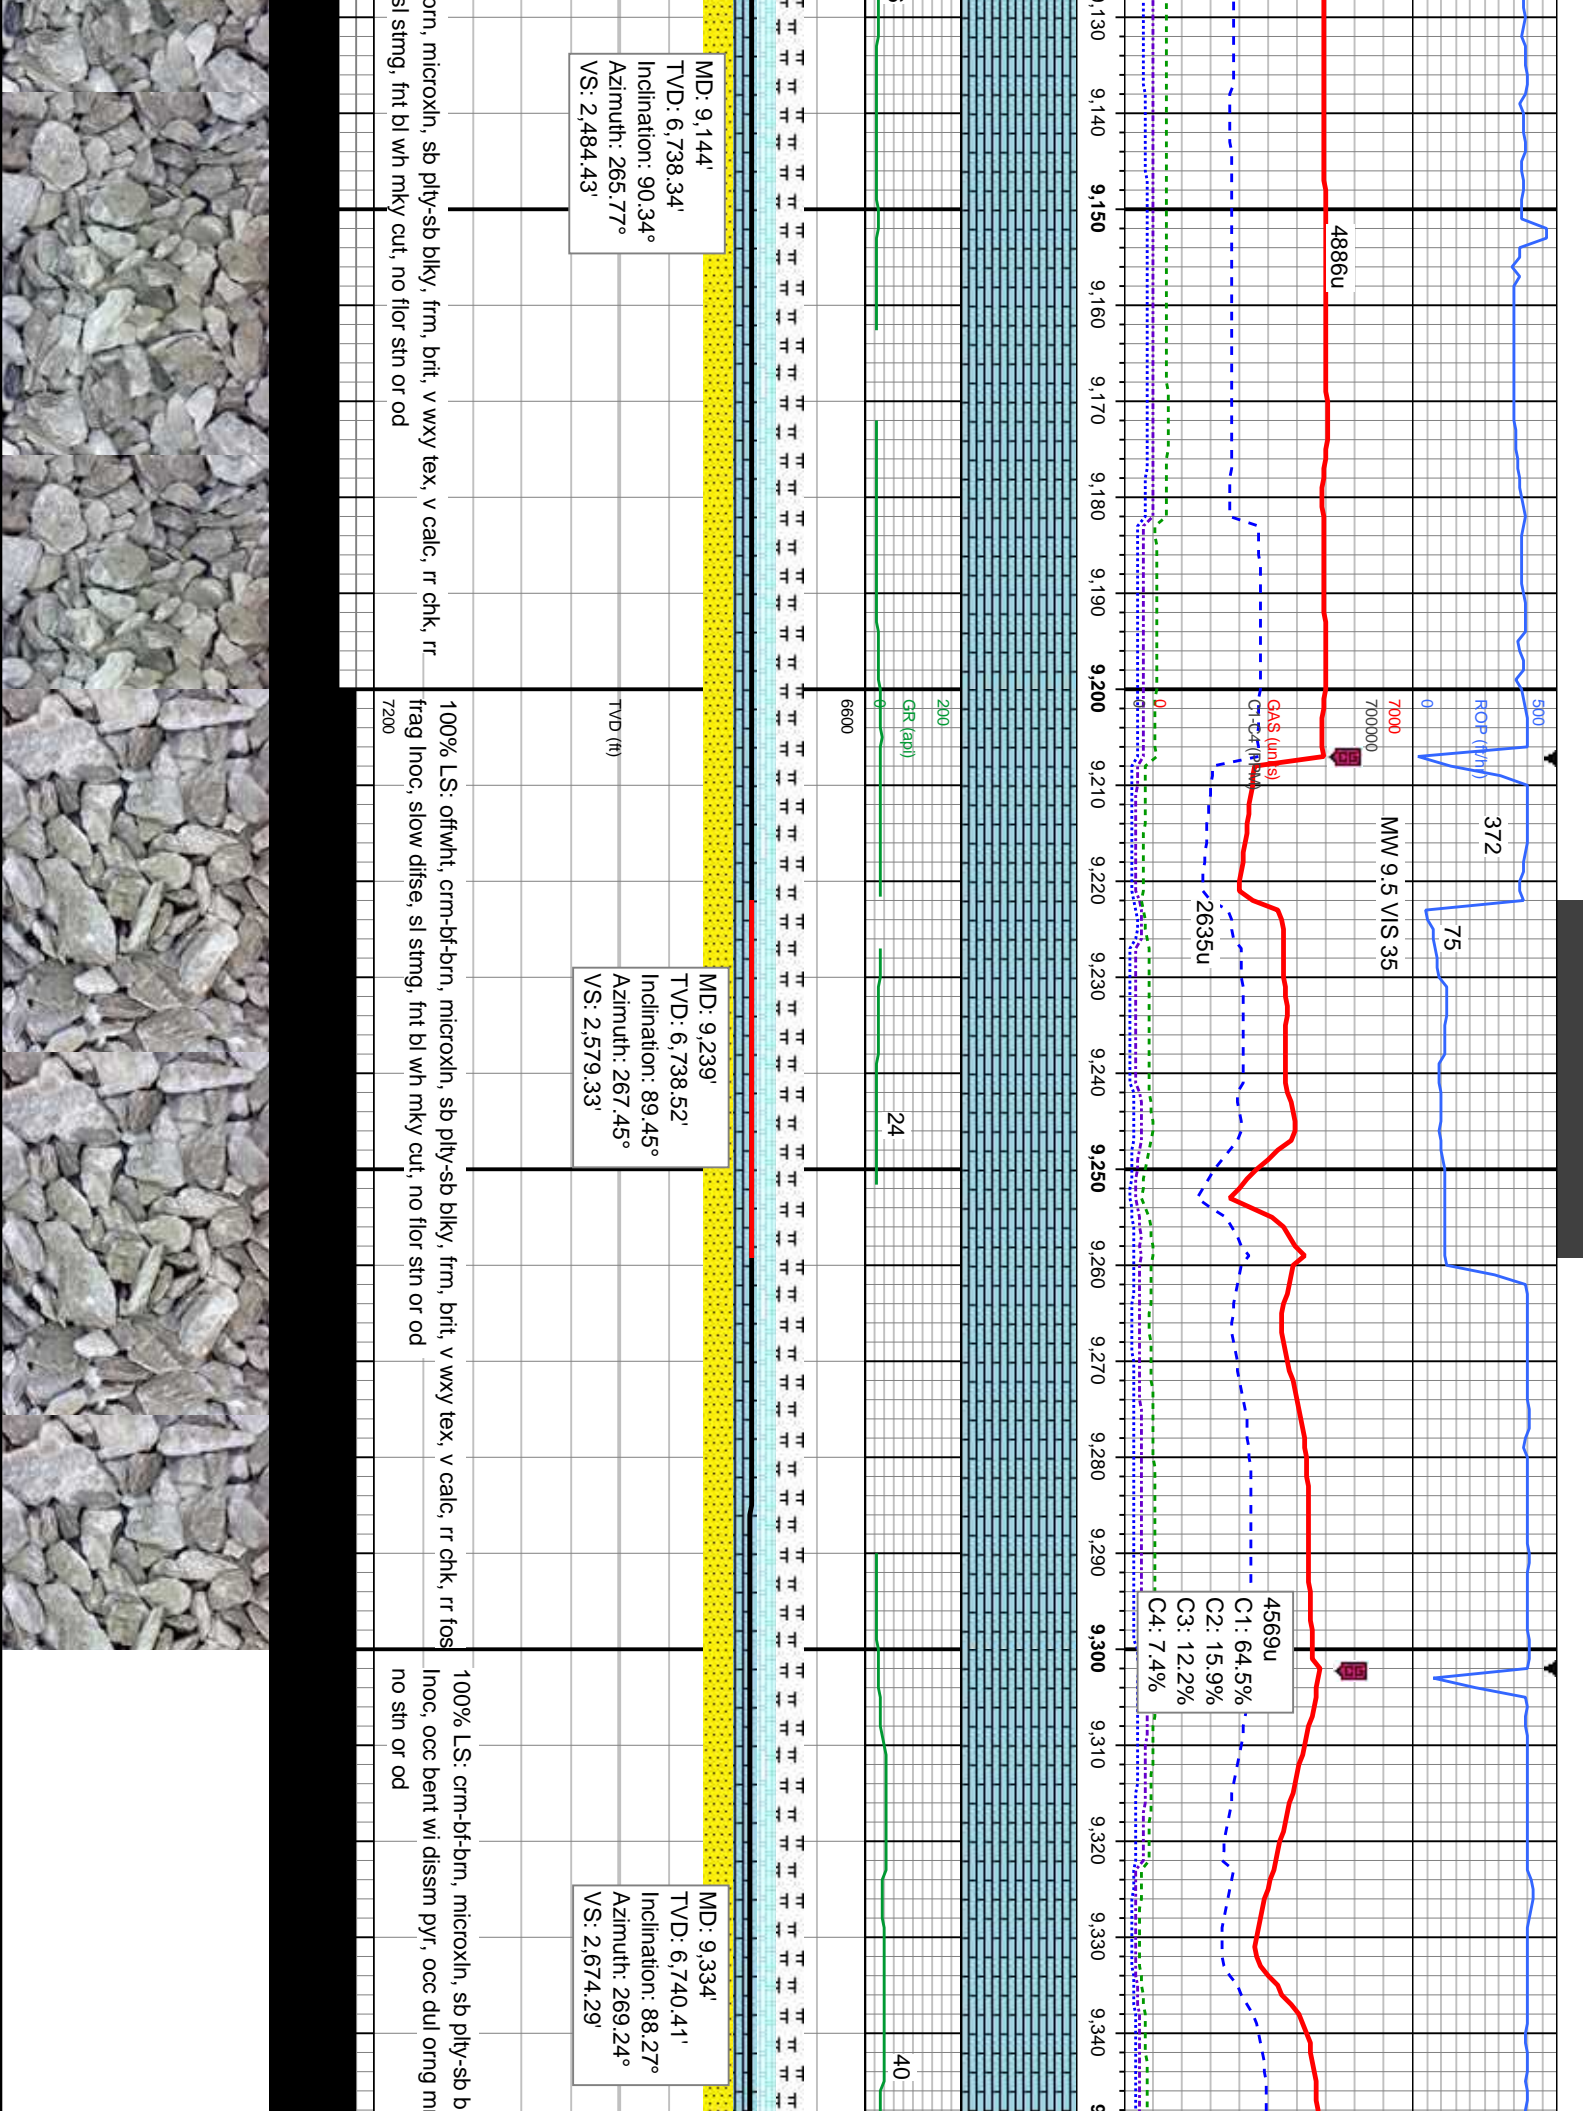 500
ROP (ft/hr)
0
7000
700000
GAS (units)
C1-C4 (PPM)
0
372
75
MW 9.5 VIS 35
4886u
2635u
4569u
C1: 64.5%
C2: 15.9%
C3: 12.2%
C4: 7.4%
9,130
9,140
9,150
9,160
9,170
9,180
9,190
9,200
9,210
9,220
9,230
9,240
9,250
9,260
9,270
9,280
9,290
9,300
9,310
9,320
9,330
9,340
200
GR (api)
0
24
40
6600
TVD (ft)
7200
MD: 9,144'
TVD: 6,738.34'
Inclination: 90.34°
Azimuth: 265.77°
VS: 2,484.43'
MD: 9,239'
TVD: 6,738.52'
Inclination: 89.45°
Azimuth: 267.45°
VS: 2,579.33'
MD: 9,334'
TVD: 6,740.41'
Inclination: 88.27°
Azimuth: 269.24°
VS: 2,674.29'
microxln, sb plty-sb blky, frm, brit, v wxy tex, v calc, rr chk, rr
sl stmg, fnt bl wh mky cut, no flor stn or od
100% LS: offwht, crm-bf-brn, microxln, sb plty-sb blky, frm, brit, v wxy tex, v calc, rr chk, rr fos
frag Inoc, slow difse, sl stmg, fnt bl wh mky cut, no flor stn or od
100% LS: crm-bf-brn, microxln, sb plty-sb b
Inoc, occ bent wi dissm pyr, occ dul orng m
no stn or od